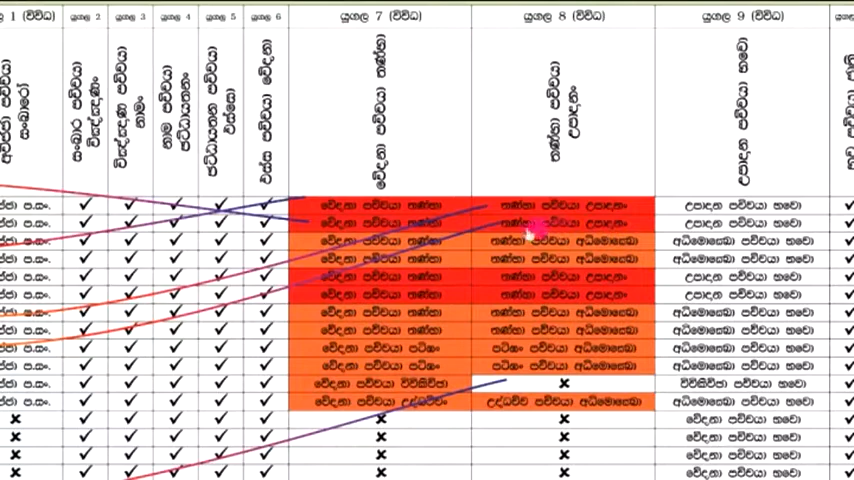 ල 1 (විවිධ) යුගල 2 යුගල 3 යුගල 4 යුගල 5 යුගල 6 යුගල 7 (විවිධ) යුගල 8 (විවිධ) යුගල 9 (විවිධ)
අවිජ්ජා පච්චයා සංඛාරෝ
සංඛාර පච්චයා විඤ්ඤාණං
විඤ්ඤාණ පච්චයා නාමං
නාම පච්චයා
පච්චයා
ඵස්ස පච්චයා වේදනා
වේදනා පච්චයා තණ්හා
තණ්හා පච්චයා උපාදානං
උපාදාන පච්චයා භවො
භව පච්චයා ජාති
ප.සං. ✓ ✓ ✓ ✓ ✓ වේදනා පච්චයා තණ්හා තණ්හා පච්චයා උපාදානං උපාදාන පච්චයා භවො ✓
ප.සං. ✓ ✓ ✓ ✓ ✓ වේදනා පච්චයා තණ්හා තණ්හා පච්චයා උපාදානං උපාදාන පච්චයා භවො ✓
ප.සං. ✓ ✓ ✓ ✓ ✓ වේදනා පච්චයා තණ්හා තණ්හා පච්චයා අධිමොක්ඛො අධිමොක්ඛො පච්චයා භවො ✓
ප.සං. ✓ ✓ ✓ ✓ ✓ වේදනා පච්චයා තණ්හා තණ්හා පච්චයා අධිමොක්ඛො අධිමොක්ඛො පච්චයා භවො ✓
ප.සං. ✓ ✓ ✓ ✓ ✓ වේදනා පච්චයා තණ්හා තණ්හා පච්චයා උපාදානං උපාදාන පච්චයා භවො ✓
ප.සං. ✓ ✓ ✓ ✓ ✓ වේදනා පච්චයා තණ්හා තණ්හා පච්චයා උපාදානං උපාදාන පච්චයා භවො ✓
ප.සං. ✓ ✓ ✓ ✓ ✓ වේදනා පච්චයා තණ්හා තණ්හා පච්චයා අධිමොක්ඛො අධිමොක්ඛො පච්චයා භවො ✓
ප.සං. ✓ ✓ ✓ ✓ ✓ වේදනා පච්චයා තණ්හා තණ්හා පච්චයා අධිමොක්ඛො අධිමොක්ඛො පච්චයා භවො ✓
ප.සං. ✓ ✓ ✓ ✓ ✓ වේදනා පච්චයා පටිඝං පටිඝං පච්චයා අධිමොක්ඛො අධිමොක්ඛො පච්චයා භවො ✓
ප.සං. ✓ ✓ ✓ ✓ ✓ වේදනා පච්චයා පටිඝං පටිඝං පච්චයා අධිමොක්ඛො අධිමොක්ඛො පච්චයා භවො ✓
ප.සං. ✓ ✓ ✓ ✓ ✓ වේදනා පච්චයා විචිකිච්ඡා ✘ විචිකිච්ඡා පච්චයා භවො ✓
ප.සං. ✓ ✓ ✓ ✓ ✓ වේදනා පච්චයා උද්ධච්චං උද්ධච්ච පච්චයා අධිමොක්ඛො අධිමොක්ඛො පච්චයා භවො ✓
✘ ✓ ✓ ✓ ✓ ✓ ✘ ✘ වේදනා පච්චයා භවො ✓
✘ ✓ ✓ ✓ ✓ ✓ ✘ ✘ වේදනා පච්චයා භවො ✓
✘ ✓ ✓ ✓ ✓ ✓ ✘ ✘ වේදනා පච්චයා භවො ✓
✘ ✓ ✓ ✓ ✓ ✓ ✘ ✘ වේදනා පච්චයා භවො ✓